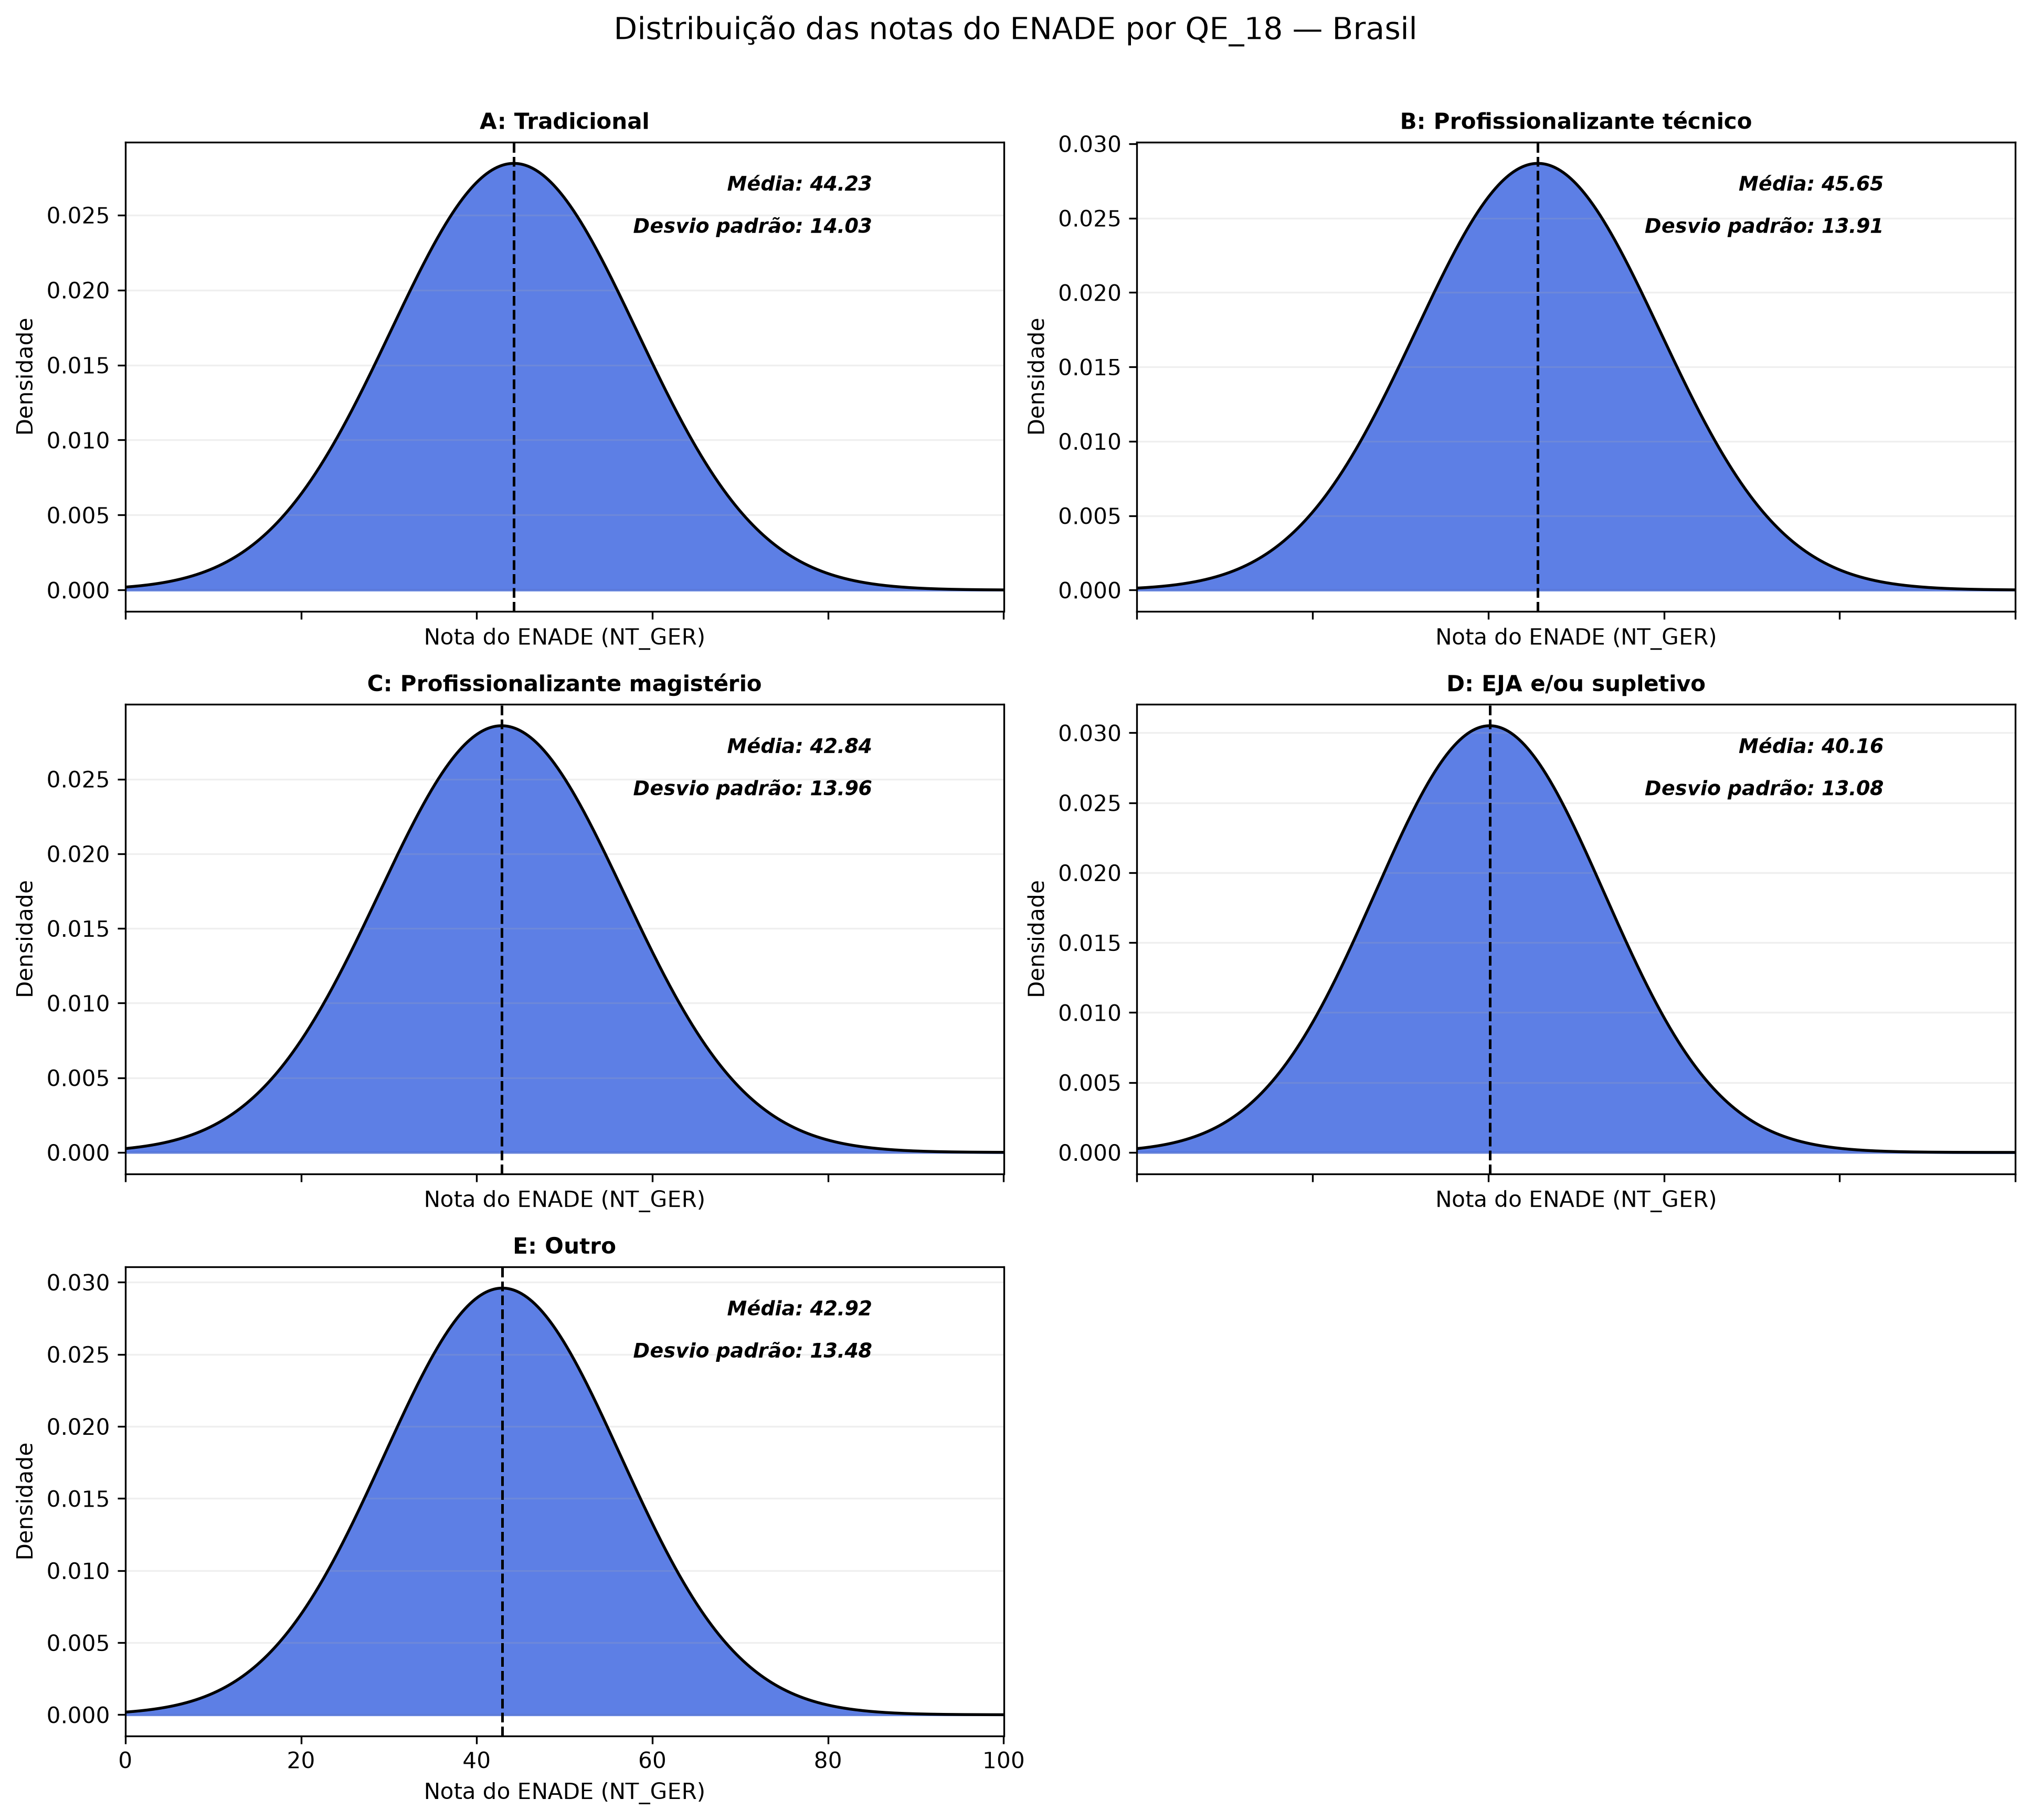 Distribuição das notas do ENADE por QE_18 — Brasil
A: Tradicional
Média: 44.23
Desvio padrão: 14.03
0.025
0.020
0.015
0.010
0.005
0.000
Densidade
Nota do ENADE (NT_GER)
B: Profissionalizante técnico
Média: 45.65
Desvio padrão: 13.91
0.030
0.025
0.020
0.015
0.010
0.005
0.000
Densidade
Nota do ENADE (NT_GER)
C: Profissionalizante magistério
Média: 42.84
Desvio padrão: 13.96
0.025
0.020
0.015
0.010
0.005
0.000
Densidade
Nota do ENADE (NT_GER)
D: EJA e/ou supletivo
Média: 40.16
Desvio padrão: 13.08
0.030
0.025
0.020
0.015
0.010
0.005
0.000
Densidade
Nota do ENADE (NT_GER)
E: Outro
Média: 42.92
Desvio padrão: 13.48
0.030
0.025
0.020
0.015
0.010
0.005
0.000
Densidade
0 20 40 60 80 100
Nota do ENADE (NT_GER)